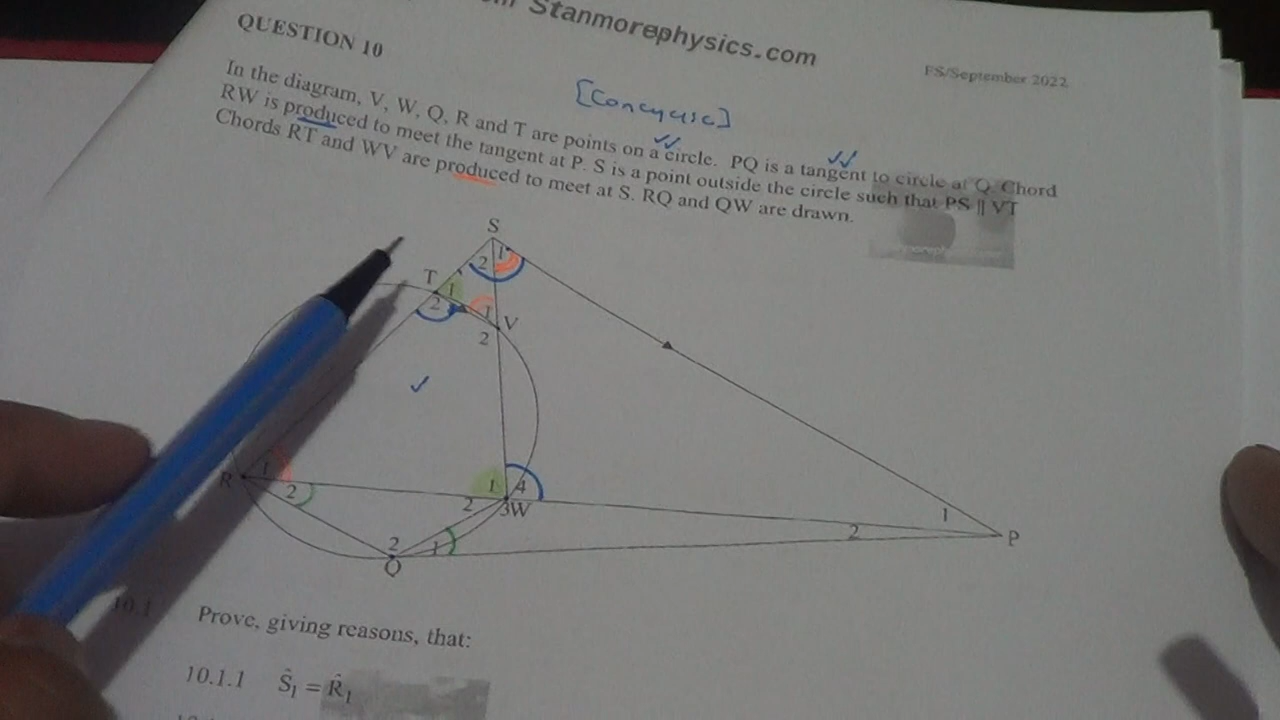 Stanmorephysics.com
QUESTION 10
FS/September 2022
[Concyclic]
In the diagram, V, W, Q, R and T are points on a circle. PQ is a tangent to circle at Q. Chord
RW is produced to meet the tangent at P. S is a point outside the circle such that PS || VT
Chords RT and WV are produced to meet at S. RQ and QW are drawn.
S
2 1
T 1
2 1 V
2
R 1
2
2 1 4
3W
1
2
P
2
1
Q
10.1 Prove, giving reasons, that:
10.1.1 Ŝ1 = R̂1